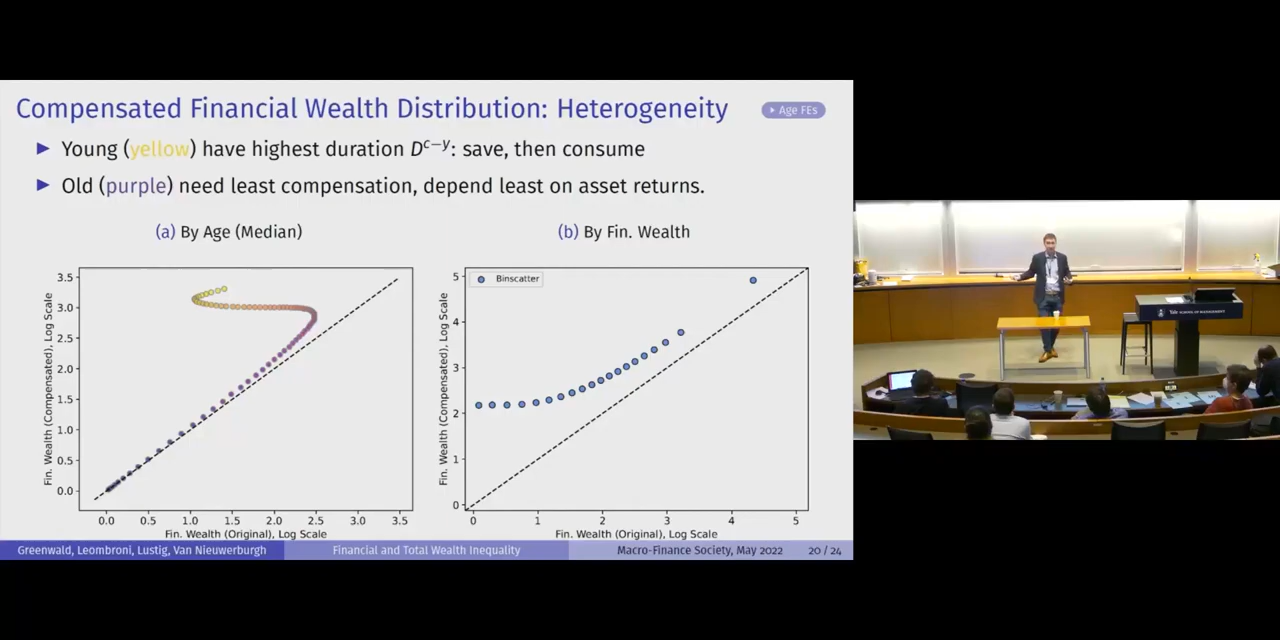 Compensated Financial Wealth Distribution: Heterogeneity
▸ Age FEs
▶ Young (yellow) have highest duration D^{c−y}: save, then consume
▶ Old (purple) need least compensation, depend least on asset returns.
(a) By Age (Median)
Fin. Wealth (Compensated), Log Scale
3.5
3.0
2.5
2.0
1.5
1.0
0.5
0.0
0.0 0.5 1.0 1.5 2.0 2.5 3.0 3.5
Fin. Wealth (Original), Log Scale
(b) By Fin. Wealth
Binscatter
Fin. Wealth (Compensated), Log Scale
5
4
3
2
1
0
0 1 2 3 4 5
Fin. Wealth (Original), Log Scale
Greenwald, Leombroni, Lustig, Van Nieuwerburgh
Financial and Total Wealth Inequality
Macro-Finance Society, May 2022
20 / 24
Yale SCHOOL OF MANAGEMENT